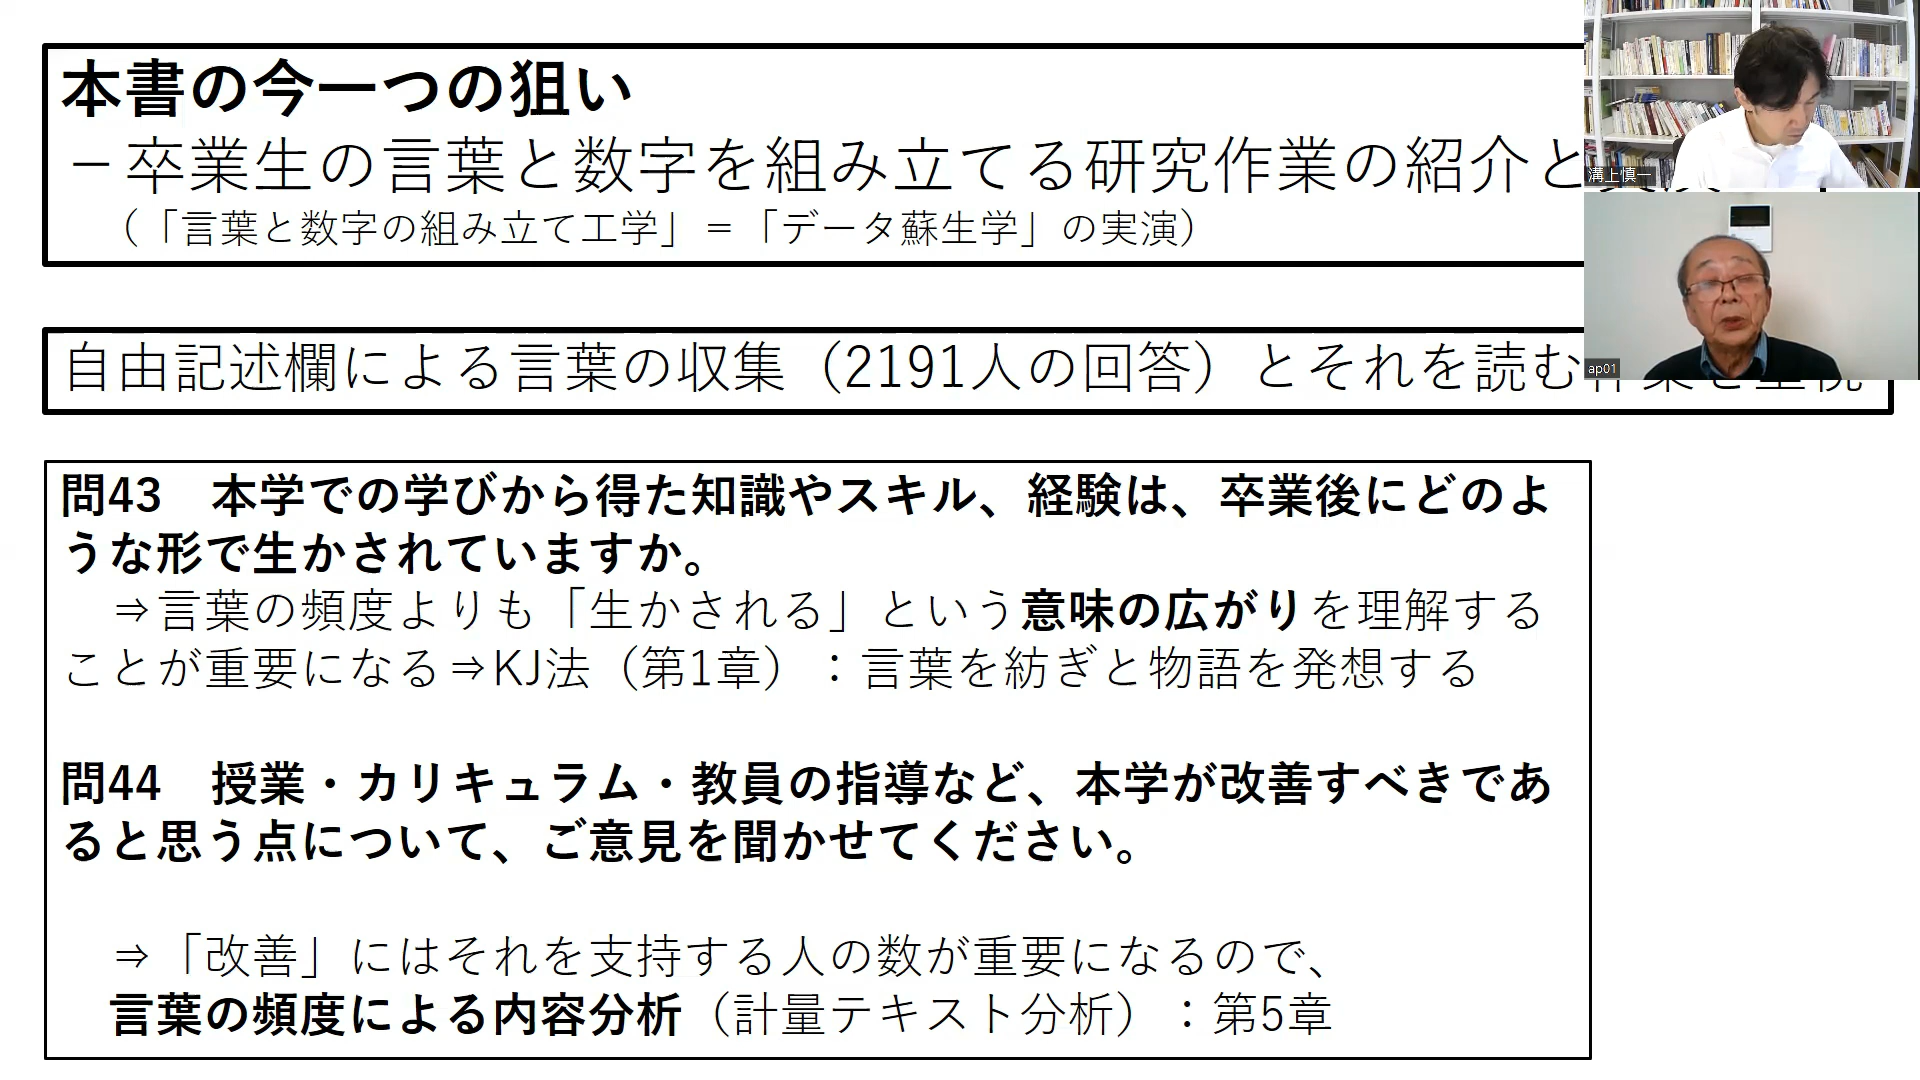 本書の今一つの狙い
－卒業生の言葉と数字を組み立てる研究作業の紹介と
（「言葉と数字の組み立て工学」＝「データ蘇生学」の実演）
溝上慎一
自由記述欄による言葉の収集（2191人の回答）とそれを読む作業を重視
ap01
問43　本学での学びから得た知識やスキル、経験は、卒業後にどのよ
うな形で生かされていますか。
⇒言葉の頻度よりも「生かされる」という意味の広がりを理解する
ことが重要になる⇒KJ法（第1章）：言葉を紡ぎと物語を発想する
問44　授業・カリキュラム・教員の指導など、本学が改善すべきであ
ると思う点について、ご意見を聞かせてください。
⇒「改善」にはそれを支持する人の数が重要になるので、
言葉の頻度による内容分析（計量テキスト分析）：第5章